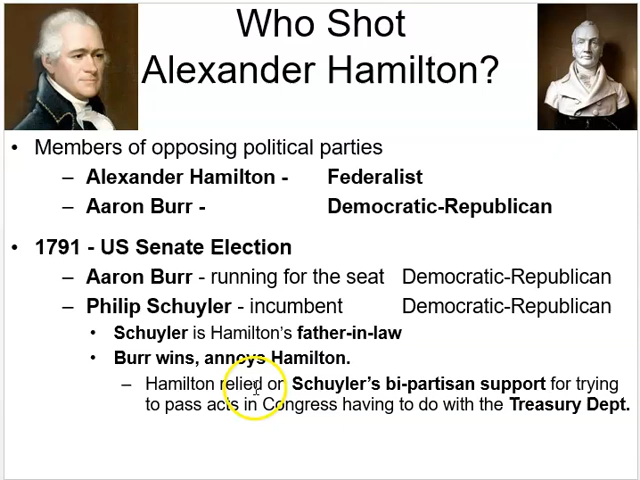 Who Shot
Alexander Hamilton?
• Members of opposing political parties
– Alexander Hamilton - Federalist
– Aaron Burr - Democratic-Republican
• 1791 - US Senate Election
– Aaron Burr - running for the seat Democratic-Republican
– Philip Schuyler - incumbent Democratic-Republican
• Schuyler is Hamilton's father-in-law
• Burr wins, annoys Hamilton.
– Hamilton relied on Schuyler's bi-partisan support for trying
to pass acts in Congress having to do with the Treasury Dept.